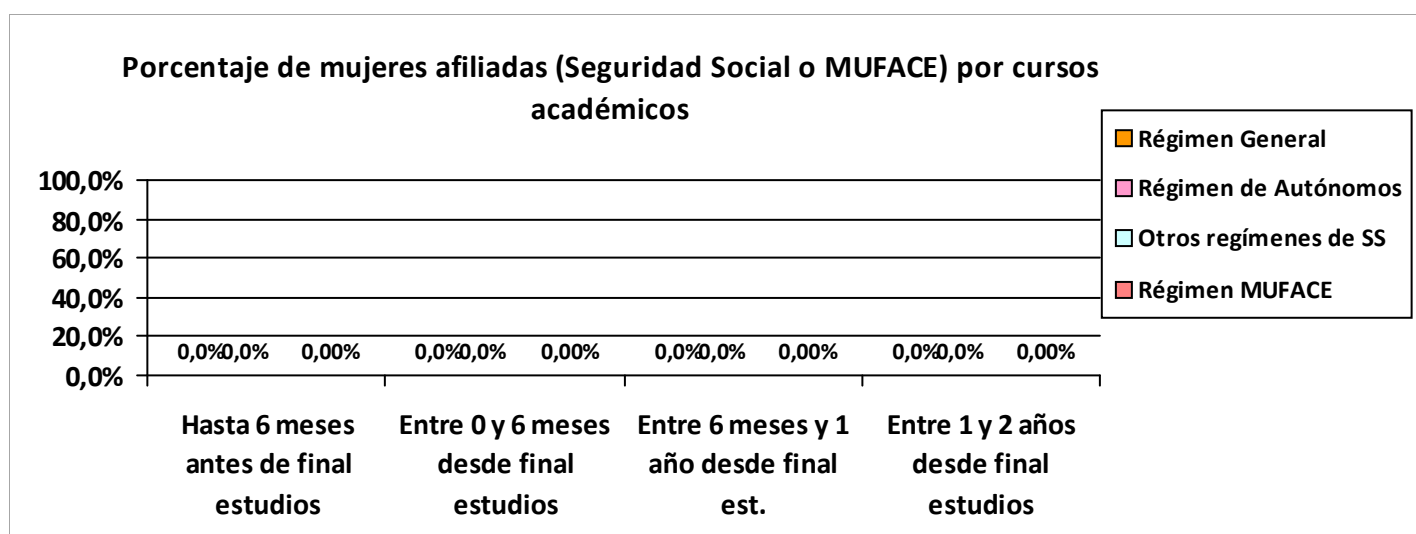 Porcentaje de mujeres afiliadas (Seguridad Social o MUFACE) por cursos
académicos
Régimen General
Régimen de Autónomos
Otros regímenes de SS
Régimen MUFACE
100,0%
80,0%
60,0%
40,0%
20,0%
0,0%
0,0%0,0% 0,00% 0,0%0,0% 0,00% 0,0%0,0% 0,00% 0,0%0,0% 0,00%
Hasta 6 meses
antes de final
estudios
Entre 0 y 6 meses
desde final
estudios
Entre 6 meses y 1
año desde final
est.
Entre 1 y 2 años
desde final
estudios